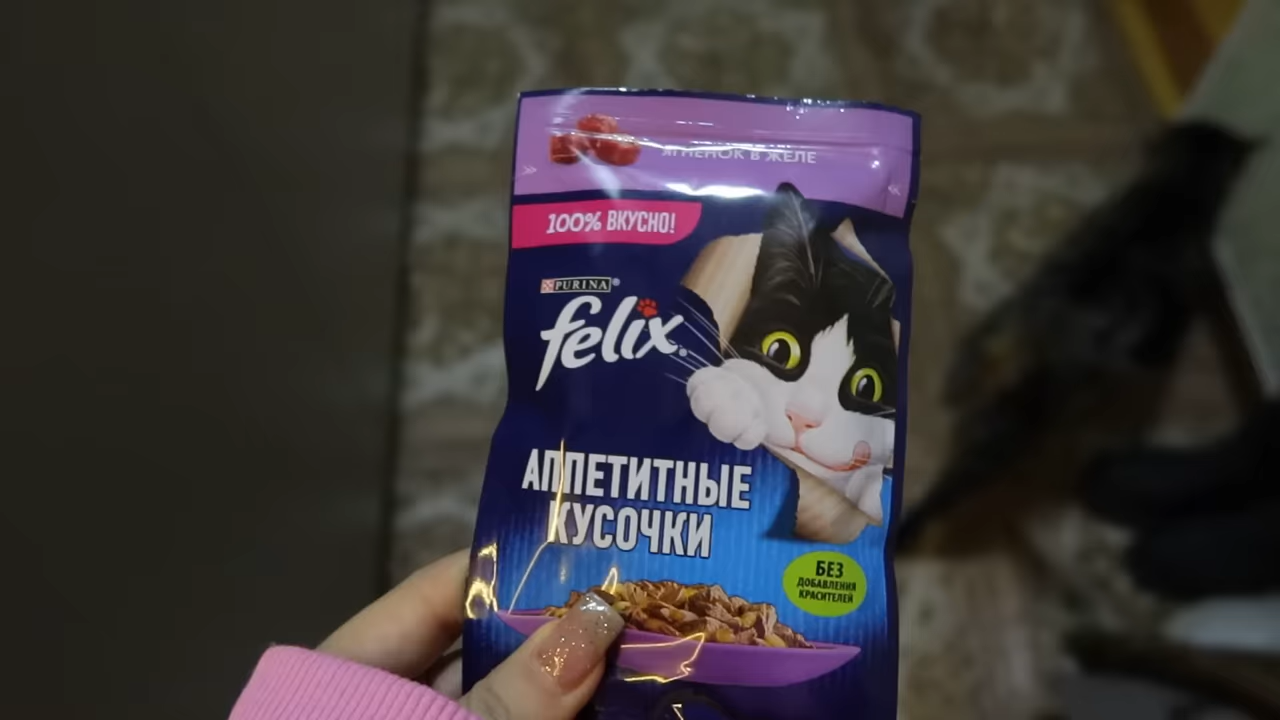 ЯГНЕНОК В ЖЕЛЕ
100% ВКУСНО!
PURINA®
felix®
АППЕТИТНЫЕ
КУСОЧКИ
БЕЗ
ДОБАВЛЕНИЯ
КРАСИТЕЛЕЙ